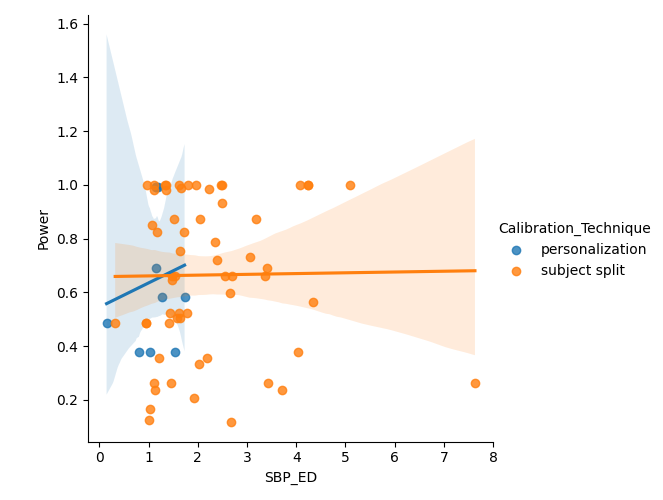 1.6
1.4
1.2
1.0
0.8
0.6
0.4
0.2
Power
0 1 2 3 4 5 6 7 8
SBP_ED
Calibration_Technique
personalization
subject split